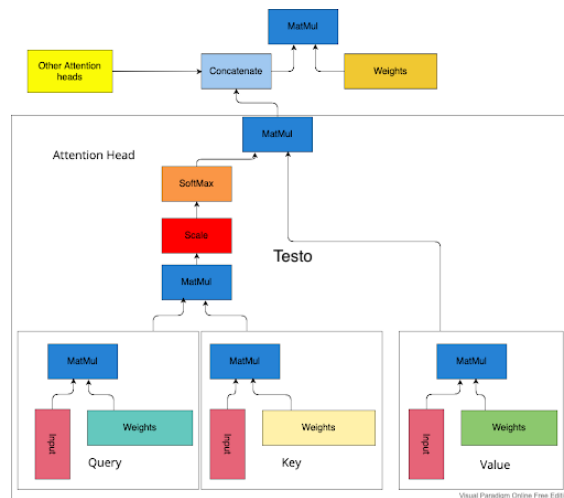 MatMul
Other Attention
heads
Concatenate
Weights
MatMul
Attention Head
SoftMax
Scale
Testo
MatMul
MatMul
MatMul
MatMul
Input
Weights
Input
Weights
Input
Weights
Query
Key
Value
Visual Paradigm Online Free Editi